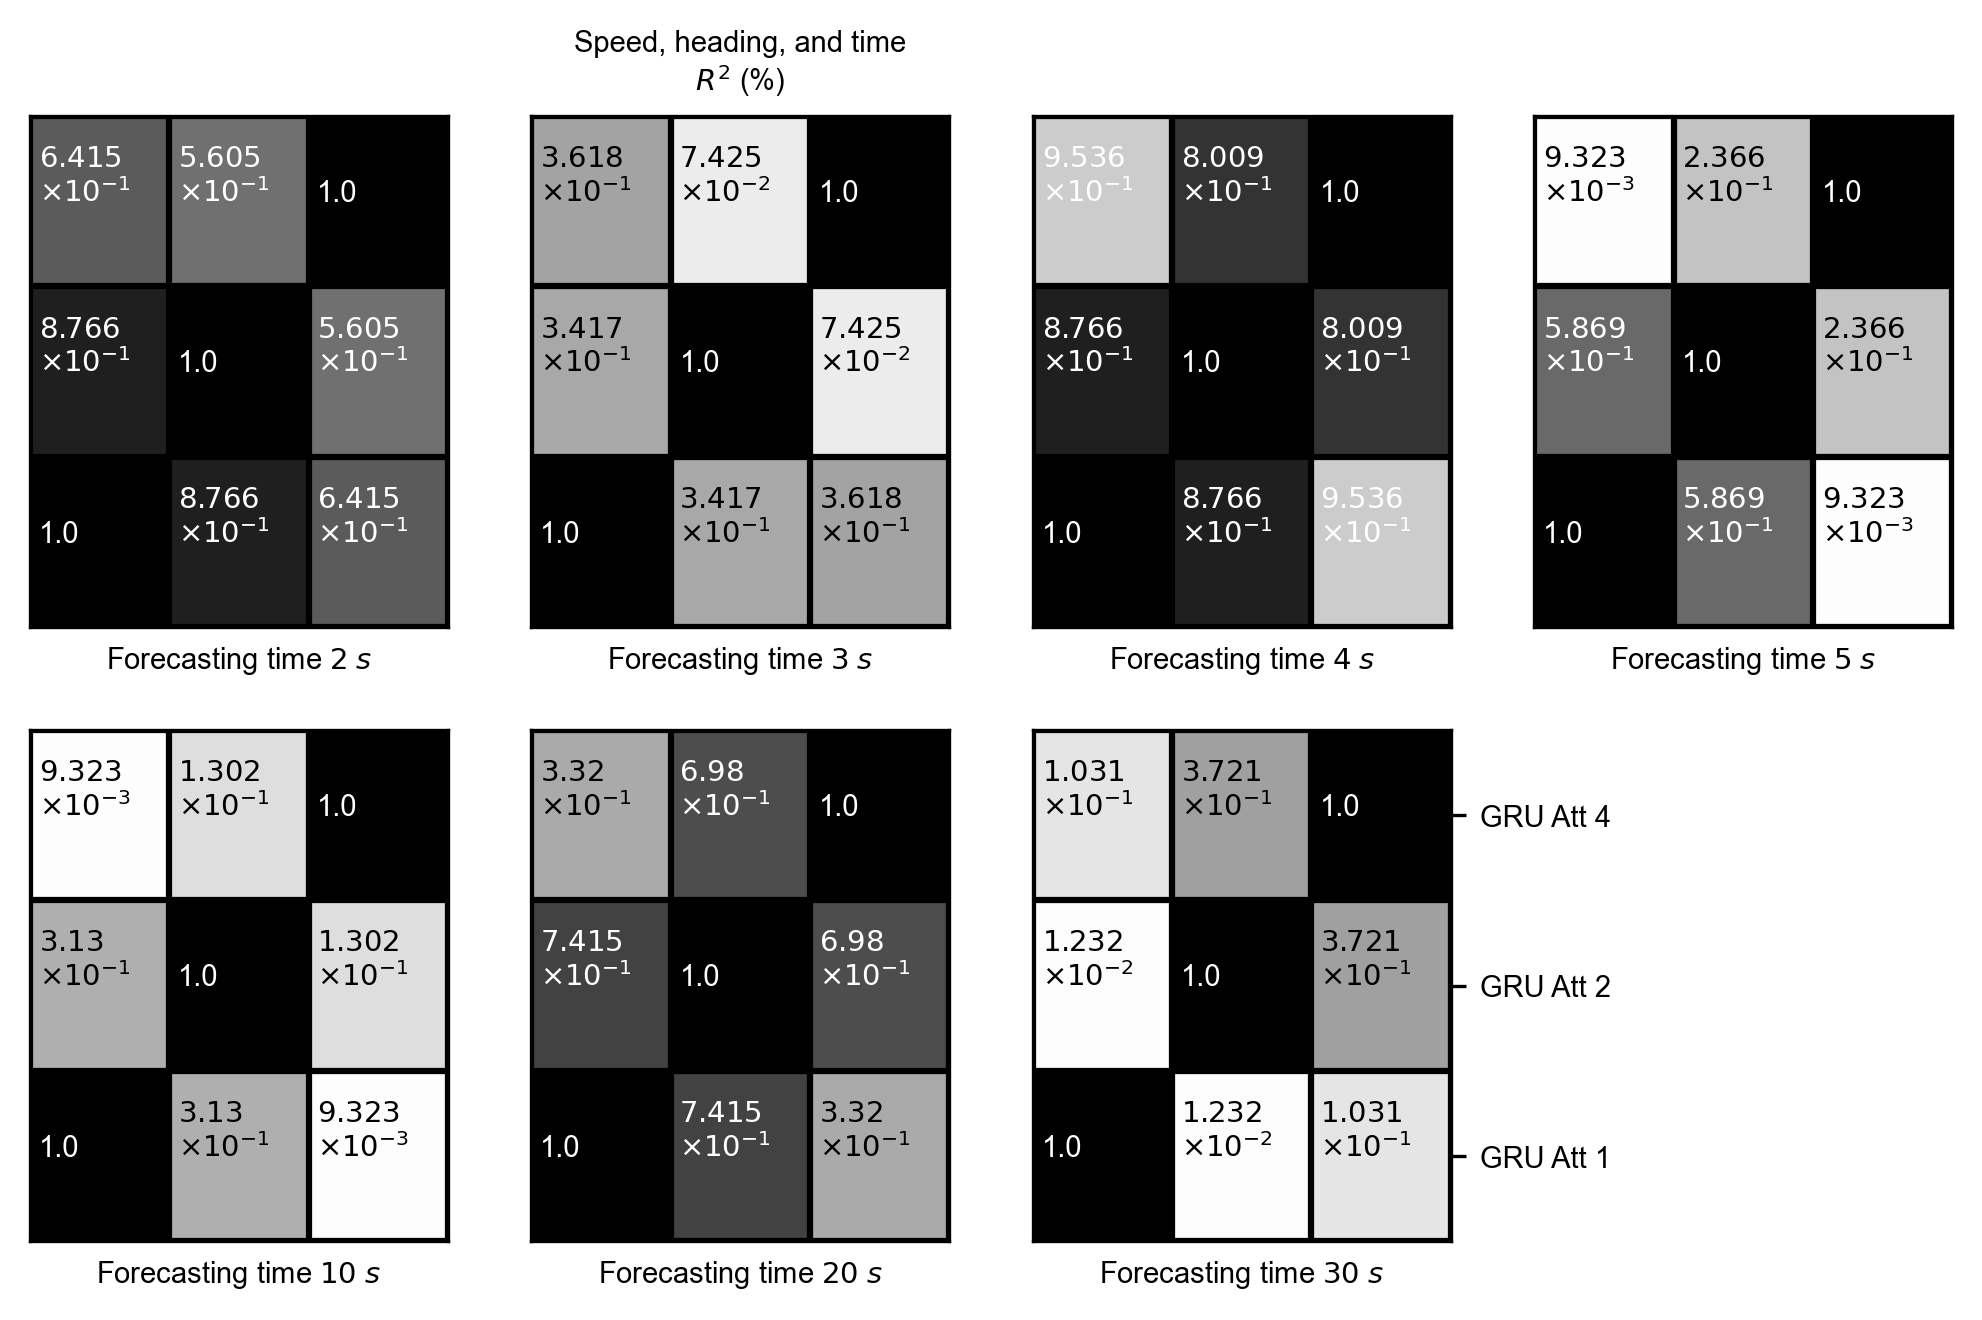 Speed, heading, and time
R² (%)
6.415 5.605
×10⁻¹ ×10⁻¹ 1.0
8.766 5.605
×10⁻¹ 1.0 ×10⁻¹
8.766 6.415
1.0 ×10⁻¹ ×10⁻¹
Forecasting time 2 s
3.618 7.425
×10⁻¹ ×10⁻² 1.0
3.417 7.425
×10⁻¹ 1.0 ×10⁻²
3.417 3.618
1.0 ×10⁻¹ ×10⁻¹
Forecasting time 3 s
9.536 8.009
×10⁻¹ ×10⁻¹ 1.0
8.766 8.009
×10⁻¹ 1.0 ×10⁻¹
8.766 9.536
1.0 ×10⁻¹ ×10⁻¹
Forecasting time 4 s
9.323 2.366
×10⁻³ ×10⁻¹ 1.0
5.869 2.366
×10⁻¹ 1.0 ×10⁻¹
5.869 9.323
1.0 ×10⁻¹ ×10⁻³
Forecasting time 5 s
9.323 1.302
×10⁻³ ×10⁻¹ 1.0
3.13 1.302
×10⁻¹ 1.0 ×10⁻¹
3.13 9.323
1.0 ×10⁻¹ ×10⁻³
Forecasting time 10 s
3.32 6.98
×10⁻¹ ×10⁻¹ 1.0
7.415 6.98
×10⁻¹ 1.0 ×10⁻¹
7.415 3.32
1.0 ×10⁻¹ ×10⁻¹
Forecasting time 20 s
1.031 3.721
×10⁻¹ ×10⁻¹ 1.0
GRU Att 4
1.232 3.721
×10⁻² 1.0 ×10⁻¹
GRU Att 2
1.232 1.031
1.0 ×10⁻² ×10⁻¹
GRU Att 1
Forecasting time 30 s